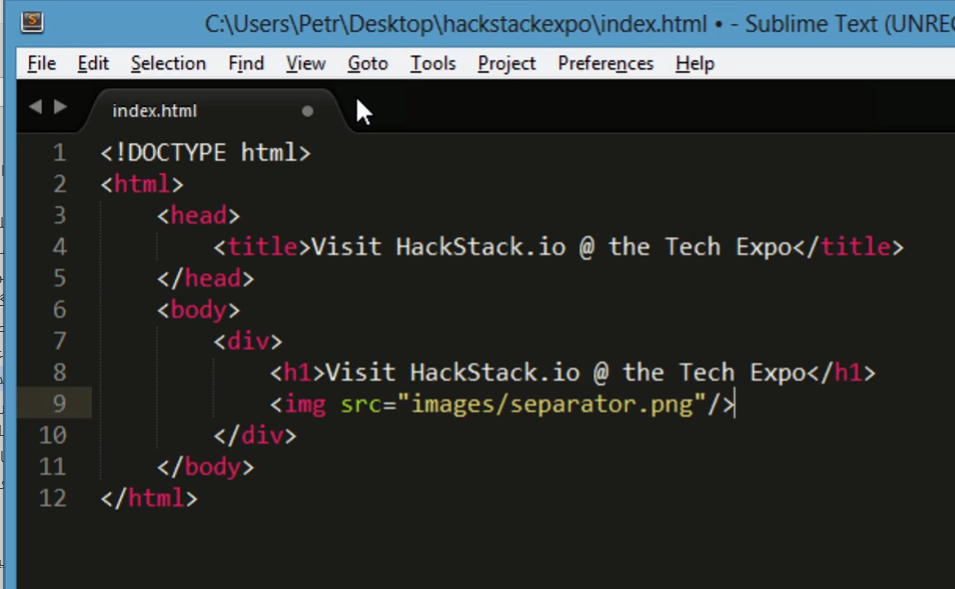 C:\Users\Petr\Desktop\hackstackexpo\index.html • - Sublime Text (UNREG
File Edit Selection Find View Goto Tools Project Preferences Help
index.html
1 <!DOCTYPE html>
2 <html>
3     <head>
4         <title>Visit HackStack.io @ the Tech Expo</title>
5     </head>
6     <body>
7         <div>
8             <h1>Visit HackStack.io @ the Tech Expo</h1>
9             <img src="images/separator.png"/>
10         </div>
11     </body>
12 </html>